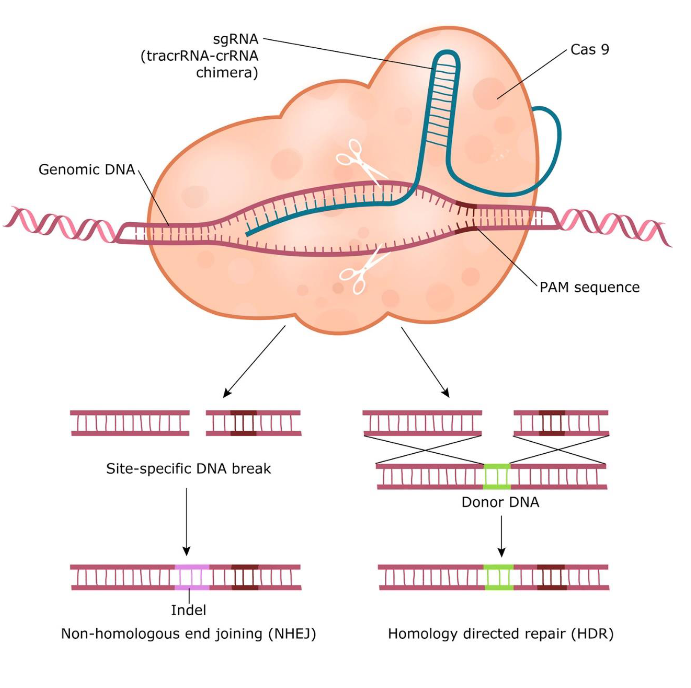 sgRNA
(tracrRNA-crRNA
chimera)
Cas 9
Genomic DNA
PAM sequence
Site-specific DNA break
Donor DNA
Indel
Non-homologous end joining (NHEJ)
Homology directed repair (HDR)